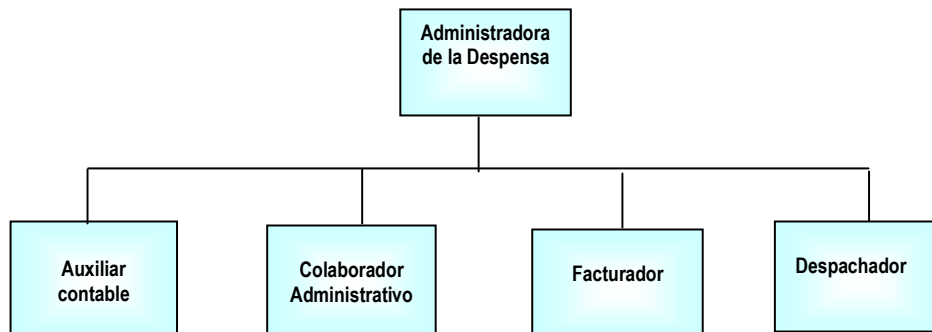 Administradora
de la Despensa
Auxiliar
contable
Colaborador
Administrativo
Facturador
Despachador